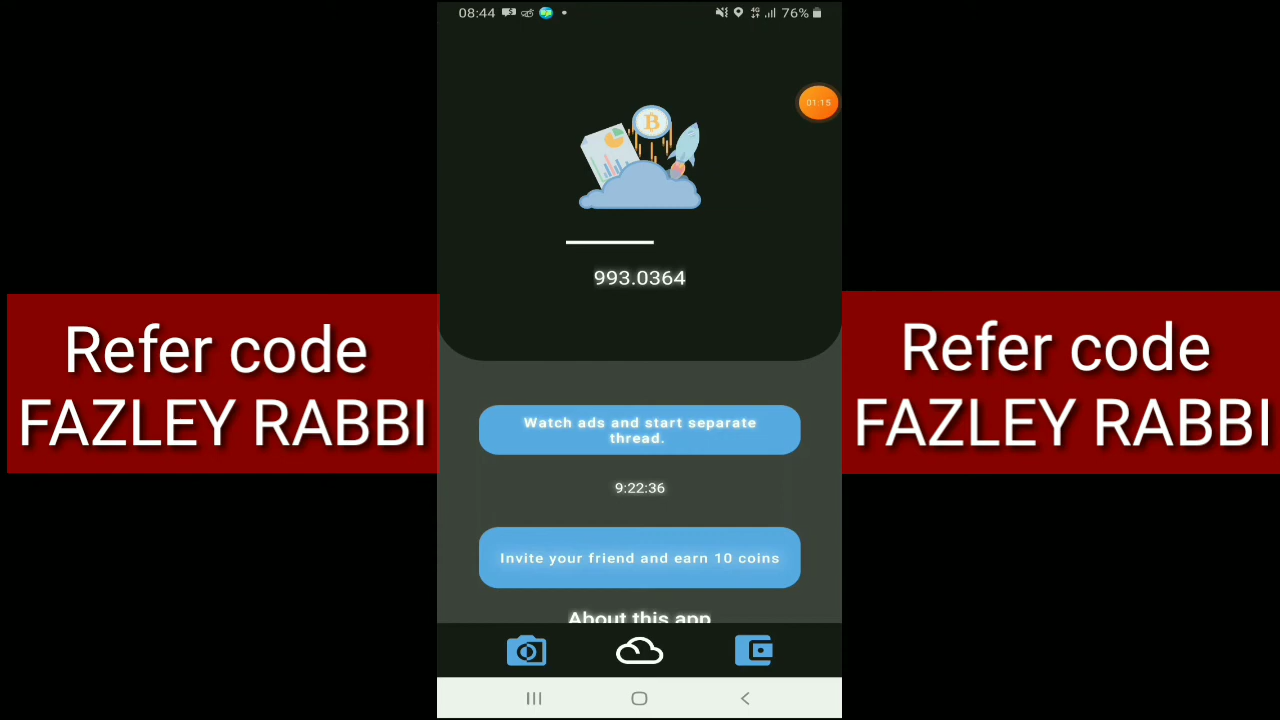 08:44
4G
76%
01:15
B
993.0364
Refer code
FAZLEY RABBI
Refer code
FAZLEY RABBI
Watch ads and start separate
thread.
9:22:36
Invite your friend and earn 10 coins
About this app